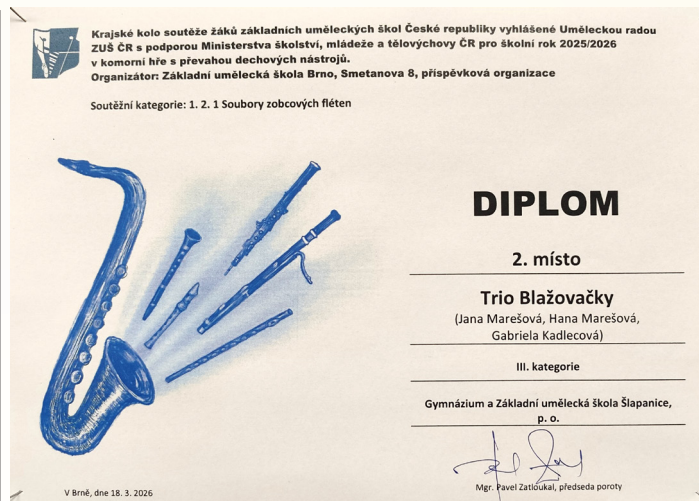 Krajské kolo soutěže žáků základních uměleckých škol České republiky vyhlášené Uměleckou radou
ZUŠ ČR s podporou Ministerstva školství, mládeže a tělovýchovy ČR pro školní rok 2025/2026
v komorní hře s převahou dechových nástrojů.
Organizátor: Základní umělecká škola Brno, Smetanova 8, příspěvková organizace
Soutěžní kategorie: 1. 2. 1 Soubory zobcových fléten
DIPLOM
2. místo
Trio Blažovačky
(Jana Marešová, Hana Marešová,
Gabriela Kadlecová)
III. kategorie
Gymnázium a Základní umělecká škola Šlapanice,
p. o.
V Brně, dne 18. 3. 2026
Mgr. Pavel Zatloukal, předseda poroty